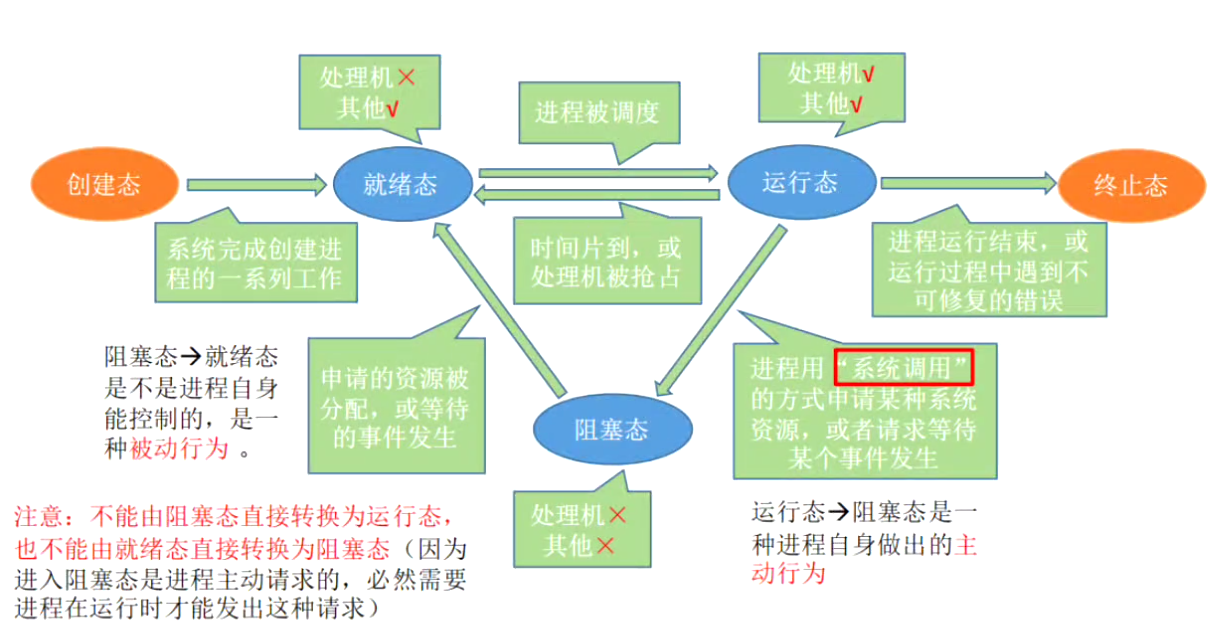 处理机×
其他√
进程被调度
处理机√
其他√
创建态
就绪态
运行态
终止态
系统完成创建进
程的一系列工作
时间片到，或
处理机被抢占
进程运行结束，或
运行过程中遇到不
可修复的错误
阻塞态→就绪态
是不是进程自身
能控制的，是一
种被动行为 。
申请的资源被
分配，或等待
的事件发生
阻塞态
进程用“系统调用”
的方式申请某种系统
资源，或者请求等待
某个事件发生
处理机×
其他×
运行态→阻塞态是一
种进程自身做出的主
动行为
注意：不能由阻塞态直接转换为运行态，
也不能由就绪态直接转换为阻塞态（因为
进入阻塞态是进程主动请求的，必然需要
进程在运行时才能发出这种请求）